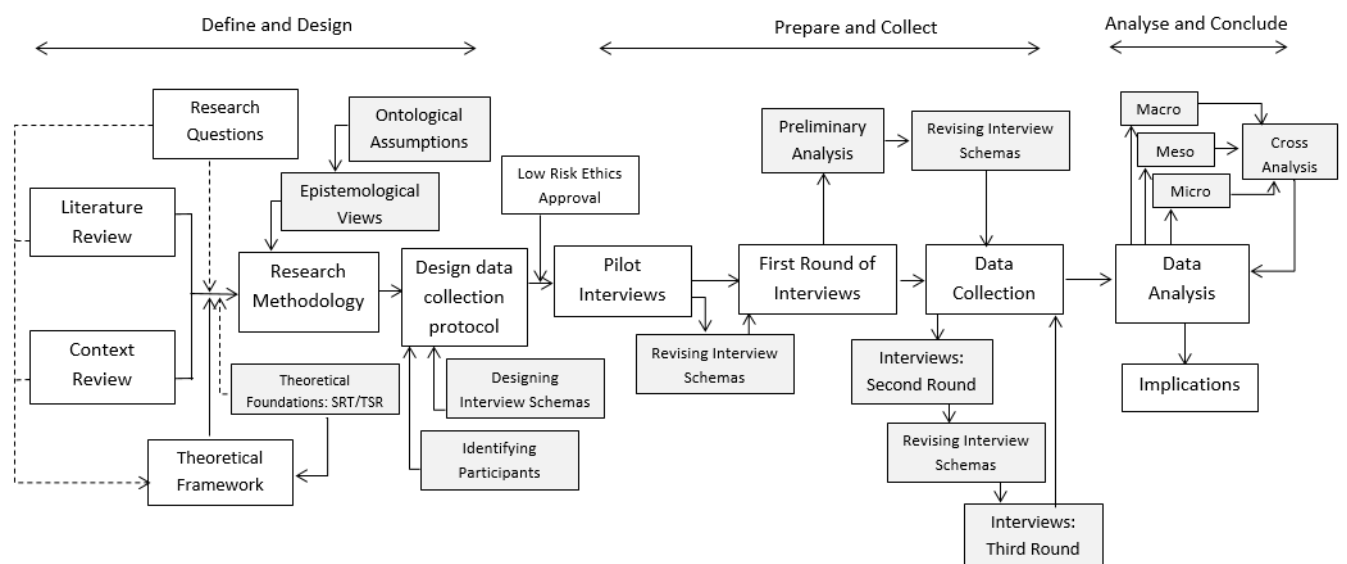 Define and Design
Prepare and Collect
Analyse and Conclude
Research
Questions
Ontological
Assumptions
Epistemological
Views
Literature
Review
Context
Review
Research
Methodology
Theoretical
Foundations: SRT/TSR
Theoretical
Framework
Design data
collection
protocol
Designing
Interview Schemas
Identifying
Participants
Low Risk Ethics
Approval
Pilot
Interviews
Revising Interview
Schemas
First Round of
Interviews
Preliminary
Analysis
Revising Interview
Schemas
Data
Collection
Interviews:
Second Round
Revising Interview
Schemas
Interviews:
Third Round
Macro
Meso
Micro
Cross
Analysis
Data
Analysis
Implications